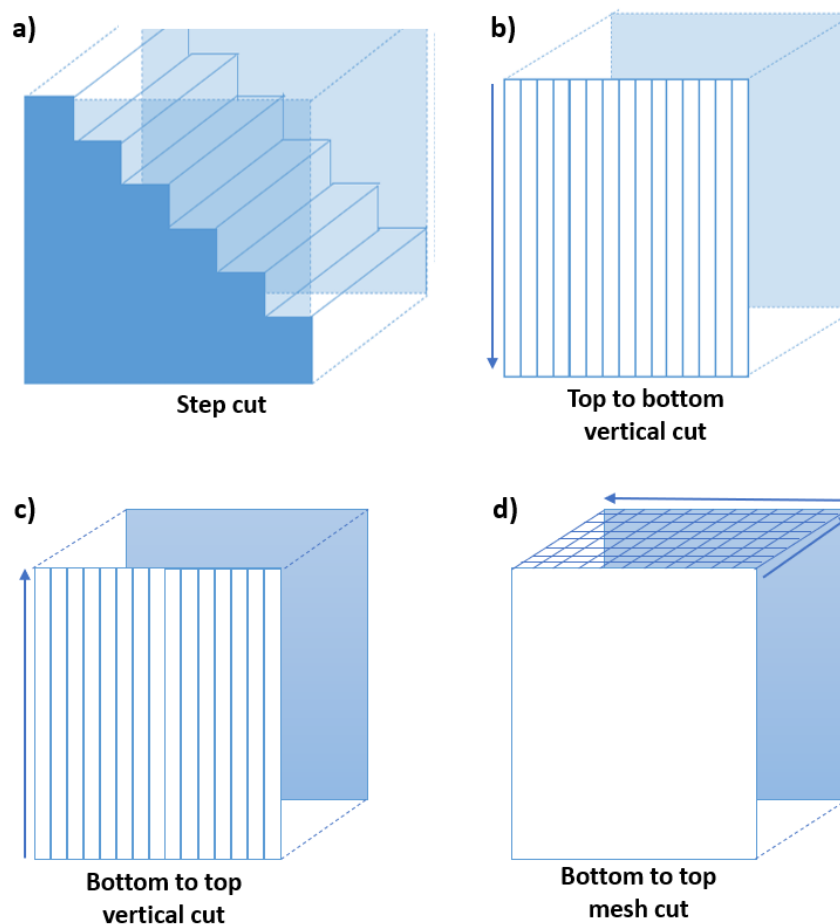 a)
b)
Step cut
Top to bottom
vertical cut
c)
d)
Bottom to top
vertical cut
Bottom to top
mesh cut